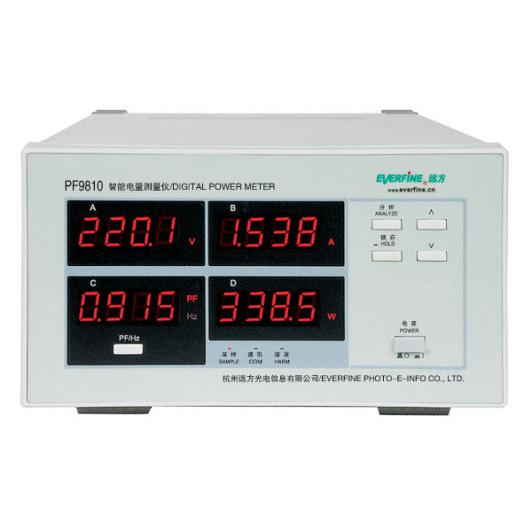 PF9810 智能电量测量仪/DIGITAL POWER METER
EVERFINE 远方
www.everfine.cn
A
220.1 V
B
1.538 A
C
0.915 PF
Hz
D
338.5 W
PF/Hz
采样 通讯 谐波
SAMPLE COM HARM
分析
ANALYZE
∧
锁存
HOLD
∨
电源
POWER
杭州远方光电信息有限公司/EVERFINE PHOTO-E-INFO CO., LTD.